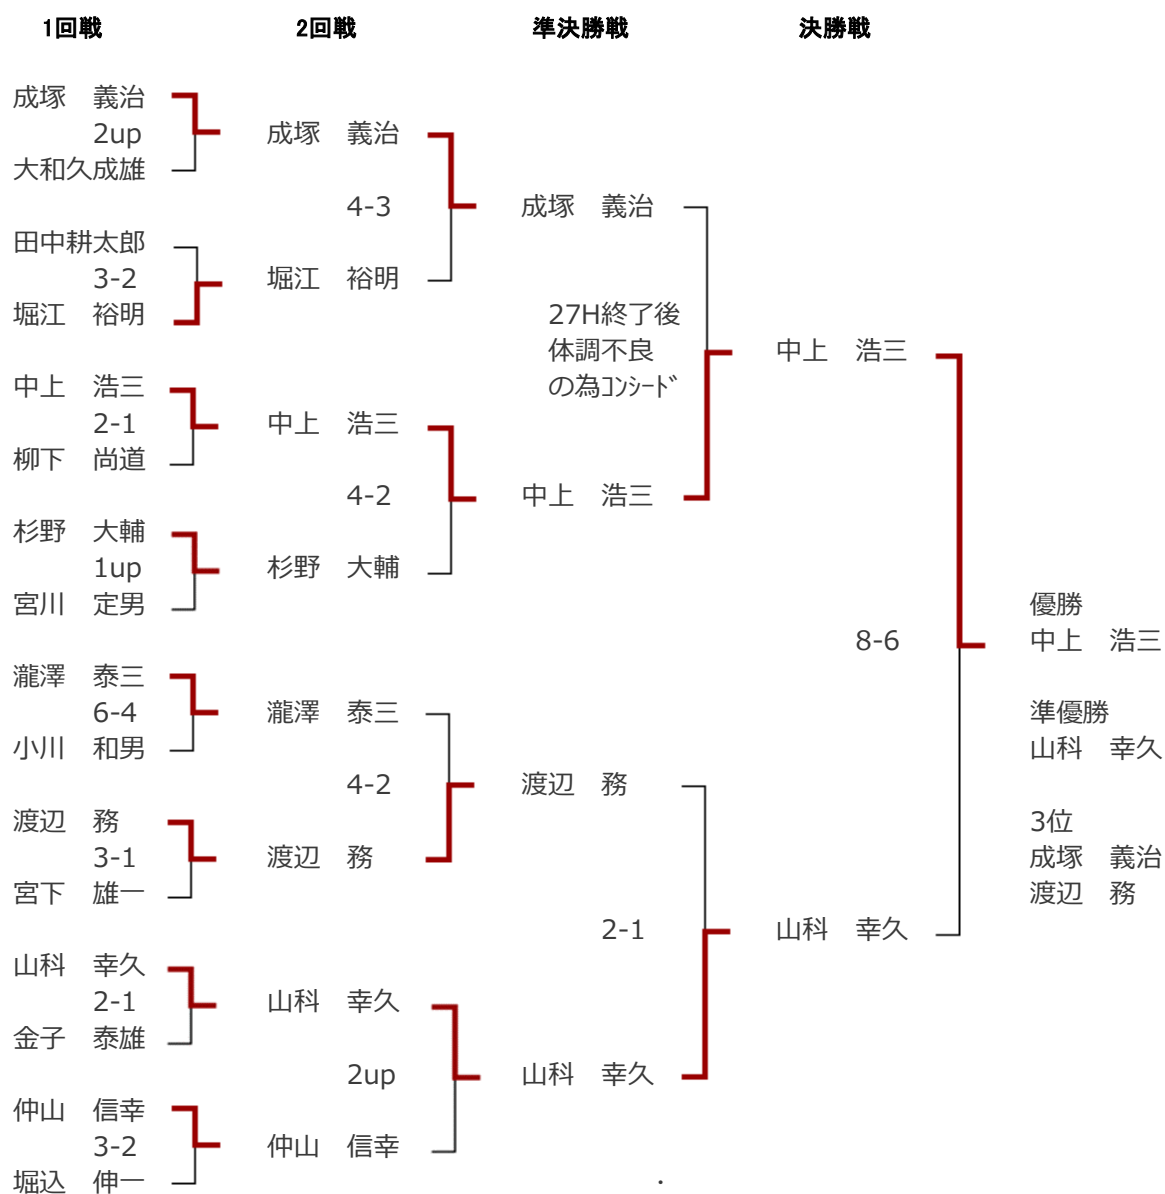 1回戦
2回戦
準決勝戦
決勝戦
成塚　義治
2up
大和久成雄
田中耕太郎
3-2
堀江　裕明
中上　浩三
2-1
柳下　尚道
杉野　大輔
1up
宮川　定男
瀧澤　泰三
6-4
小川　和男
渡辺　務
3-1
宮下　雄一
山科　幸久
2-1
金子　泰雄
仲山　信幸
3-2
堀込　伸一
成塚　義治
4-3
堀江　裕明
中上　浩三
4-2
杉野　大輔
瀧澤　泰三
4-2
渡辺　務
山科　幸久
2up
仲山　信幸
成塚　義治
27H終了後
体調不良
の為ｺﾝｼｰﾄﾞ
中上　浩三
渡辺　務
2-1
山科　幸久
中上　浩三
8-6
山科　幸久
優勝
中上　浩三
準優勝
山科　幸久
3位
成塚　義治
渡辺　務